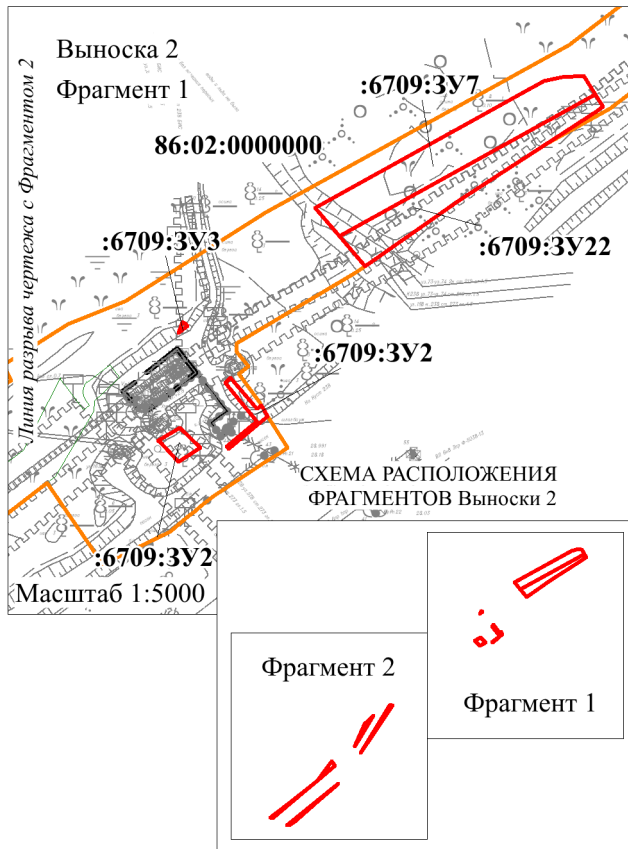 Выноска 2
Фрагмент 1
Линия разрыва чертежа с Фрагментом 2
:6709:ЗУ7
86:02:0000000
:6709:ЗУ3
:6709:ЗУ22
:6709:ЗУ2
СХЕМА РАСПОЛОЖЕНИЯ
ФРАГМЕНТОВ Выноски 2
:6709:ЗУ2
Масштаб 1:5000
Фрагмент 2
Фрагмент 1